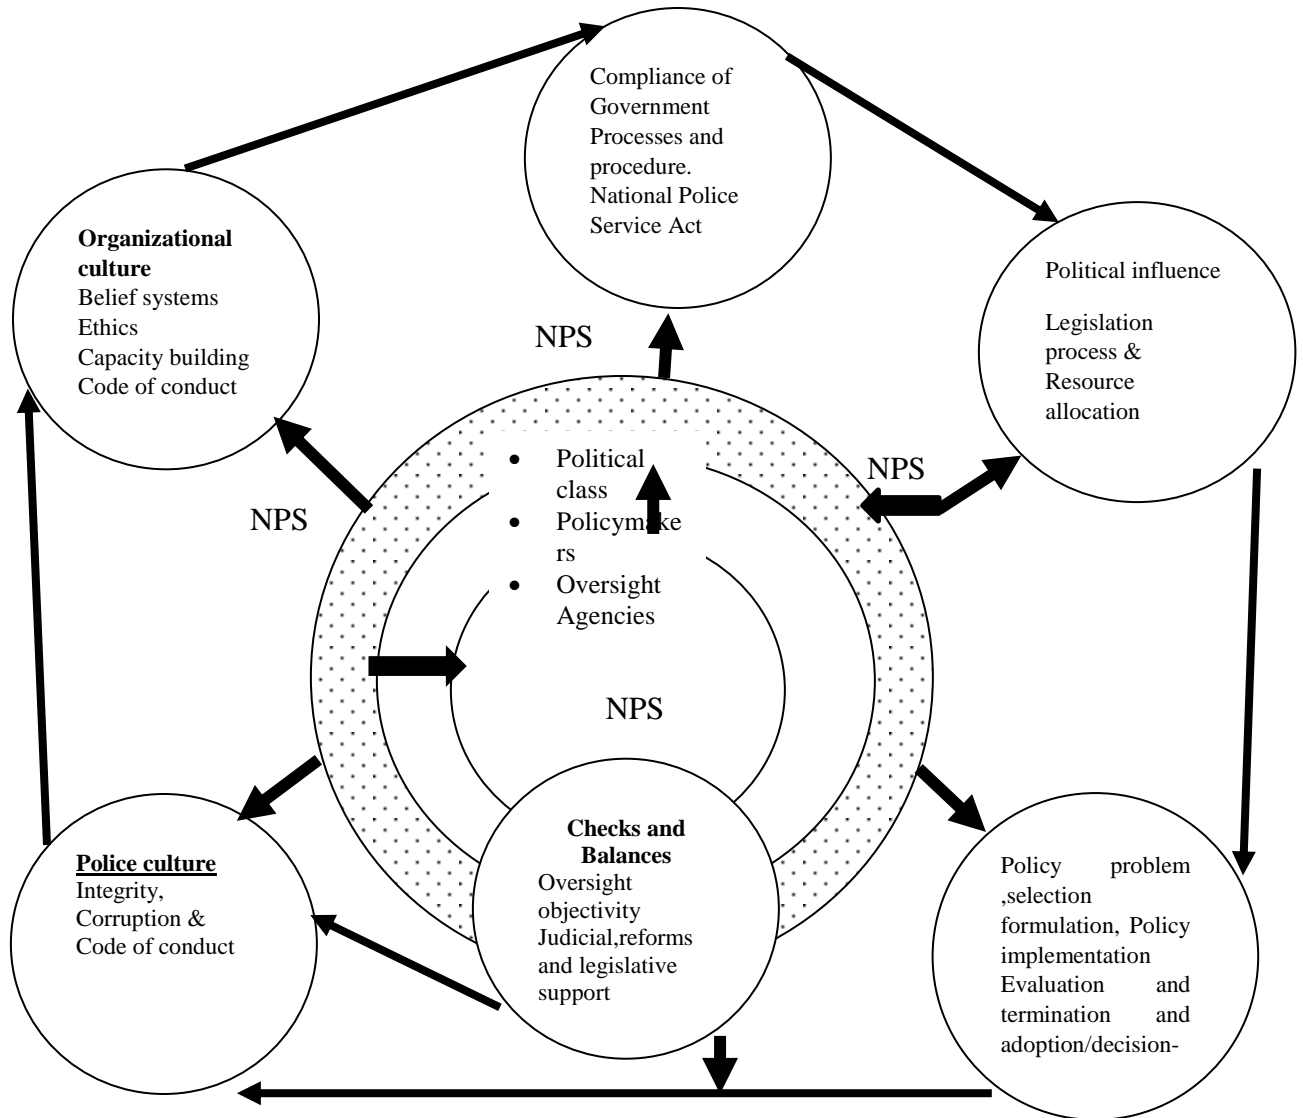 Compliance of
Government
Processes and
procedure.
National Police
Service Act
Organizational
culture
Belief systems
Ethics
Capacity building
Code of conduct
Political influence
Legislation
process &
Resource
allocation
NPS
NPS
NPS
• Political
class
• Policymake
rs
• Oversight
Agencies
NPS
Police culture
Integrity,
Corruption &
Code of conduct
Checks and
Balances
Oversight
objectivity
Judicial,reforms
and legislative
support
Policy problem
,selection
formulation, Policy
implementation
Evaluation and
termination and
adoption/decision-